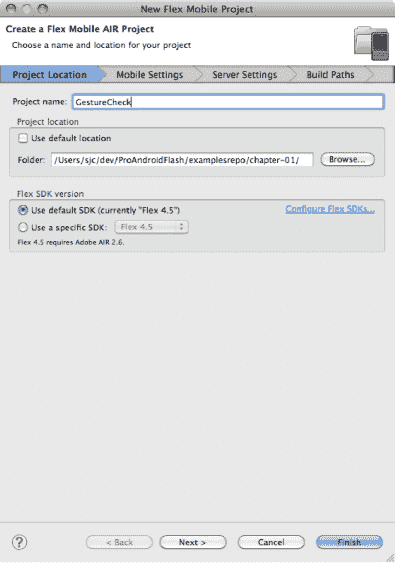 New Flex Mobile Project
Create a Flex Mobile AIR Project
Choose a name and location for your project
Project Location
Mobile Settings
Server Settings
Build Paths
Project name: GestureCheck
Project location
Use default location
Folder: /Users/sjc/dev/ProAndroidFlash/examplesrepo/chapter-01/ Browse...
Flex SDK version
Use default SDK (currently "Flex 4.5") Configure Flex SDKs...
Use a specific SDK: Flex 4.5
Flex 4.5 requires Adobe AIR 2.6.
? < Back Next > Cancel Finish